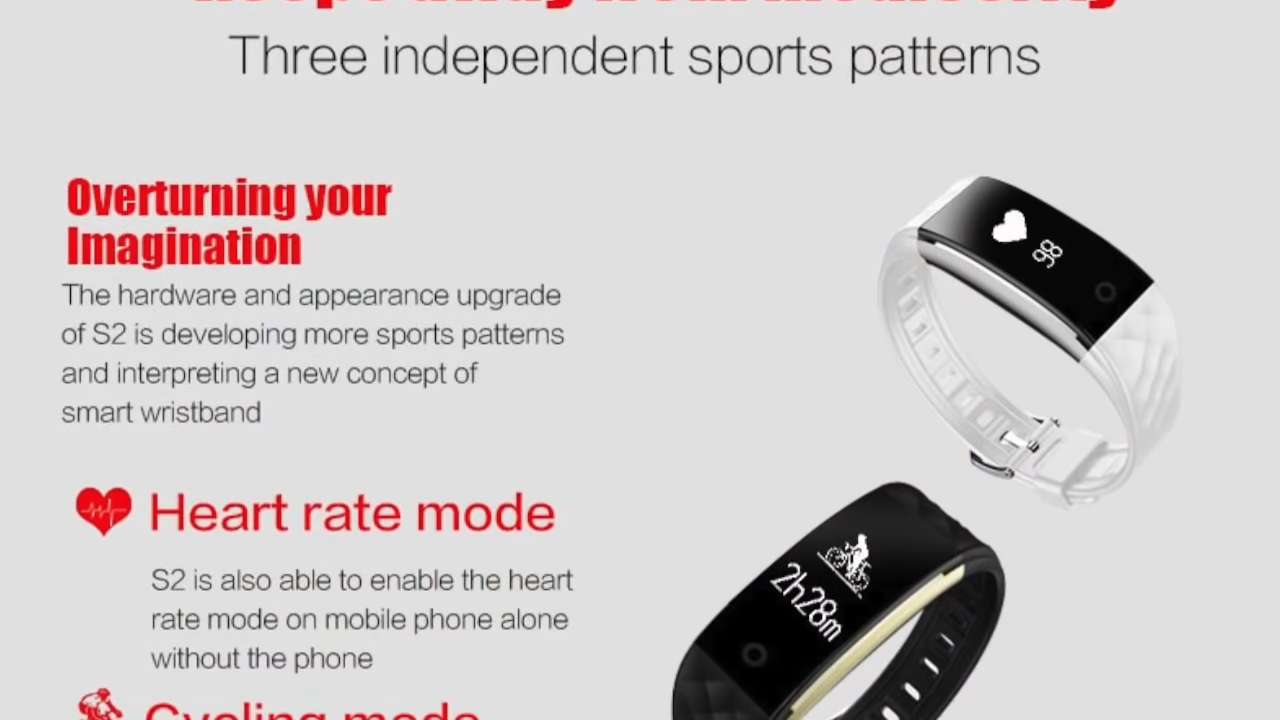 Three independent sports patterns
Overturning your
Imagination
The hardware and appearance upgrade
of S2 is developing more sports patterns
and interpreting a new concept of
smart wristband
98
Heart rate mode
S2 is also able to enable the heart
rate mode on mobile phone alone
without the phone
2h28m
Cycling mode